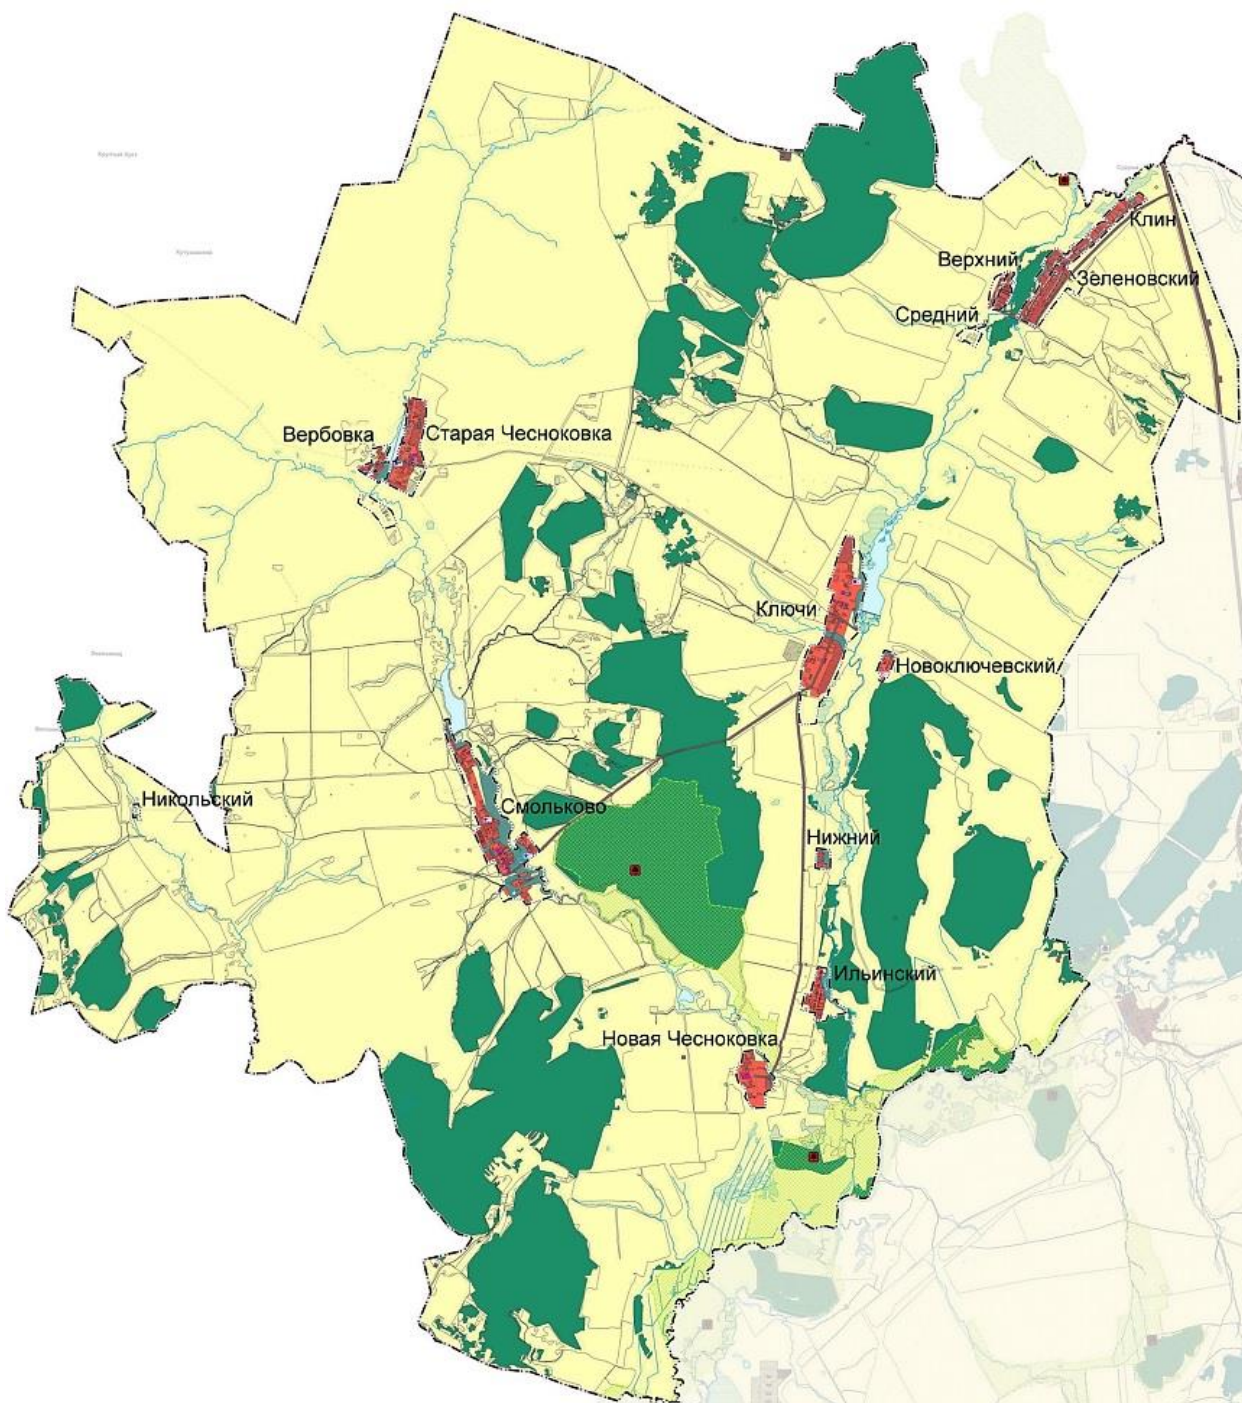 Клин
Верхний
Зеленовский
Средний
Вербовка
Старая Чесноковка
Ключи
Новоключевский
Никольский
Смольково
Нижний
Ильинский
Новая Чесноковка